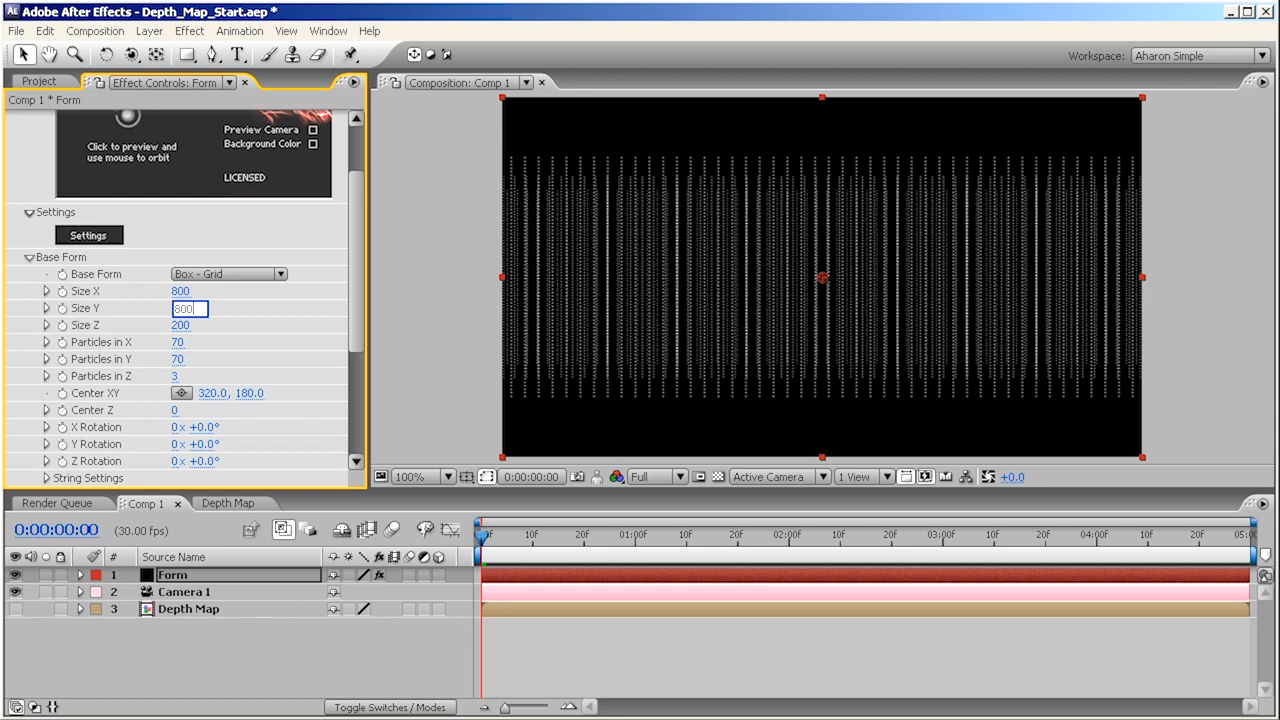 Adobe After Effects - Depth_Map_Start.aep *
File Edit Composition Layer Effect Animation View Window Help
Workspace: Aharon Simple
Project Effect Controls: Form
Composition: Comp 1
Comp 1 * Form
Preview Camera
Background Color
Click to preview and
use mouse to orbit
LICENSED
Settings
Settings
Base Form
Base Form Box - Grid
Size X 800
Size Y 800
Size Z 200
Particles in X 70
Particles in Y 70
Particles in Z 3
Center XY 320.0, 180.0
Center Z 0
X Rotation 0 x +0.0°
Y Rotation 0 x +0.0°
Z Rotation 0 x +0.0°
String Settings
100% 0:00:00:00 Full Active Camera 1 View +0.0
Render Queue Comp 1 Depth Map
0:00:00:00 (30.00 fps)
10F 20F 01:00F 10F 20F 02:00F 10F 20F 03:00F 10F 20F 04:00F 10F 20F 05:0
# Source Name
1 Form
2 Camera 1
3 Depth Map
Toggle Switches / Modes